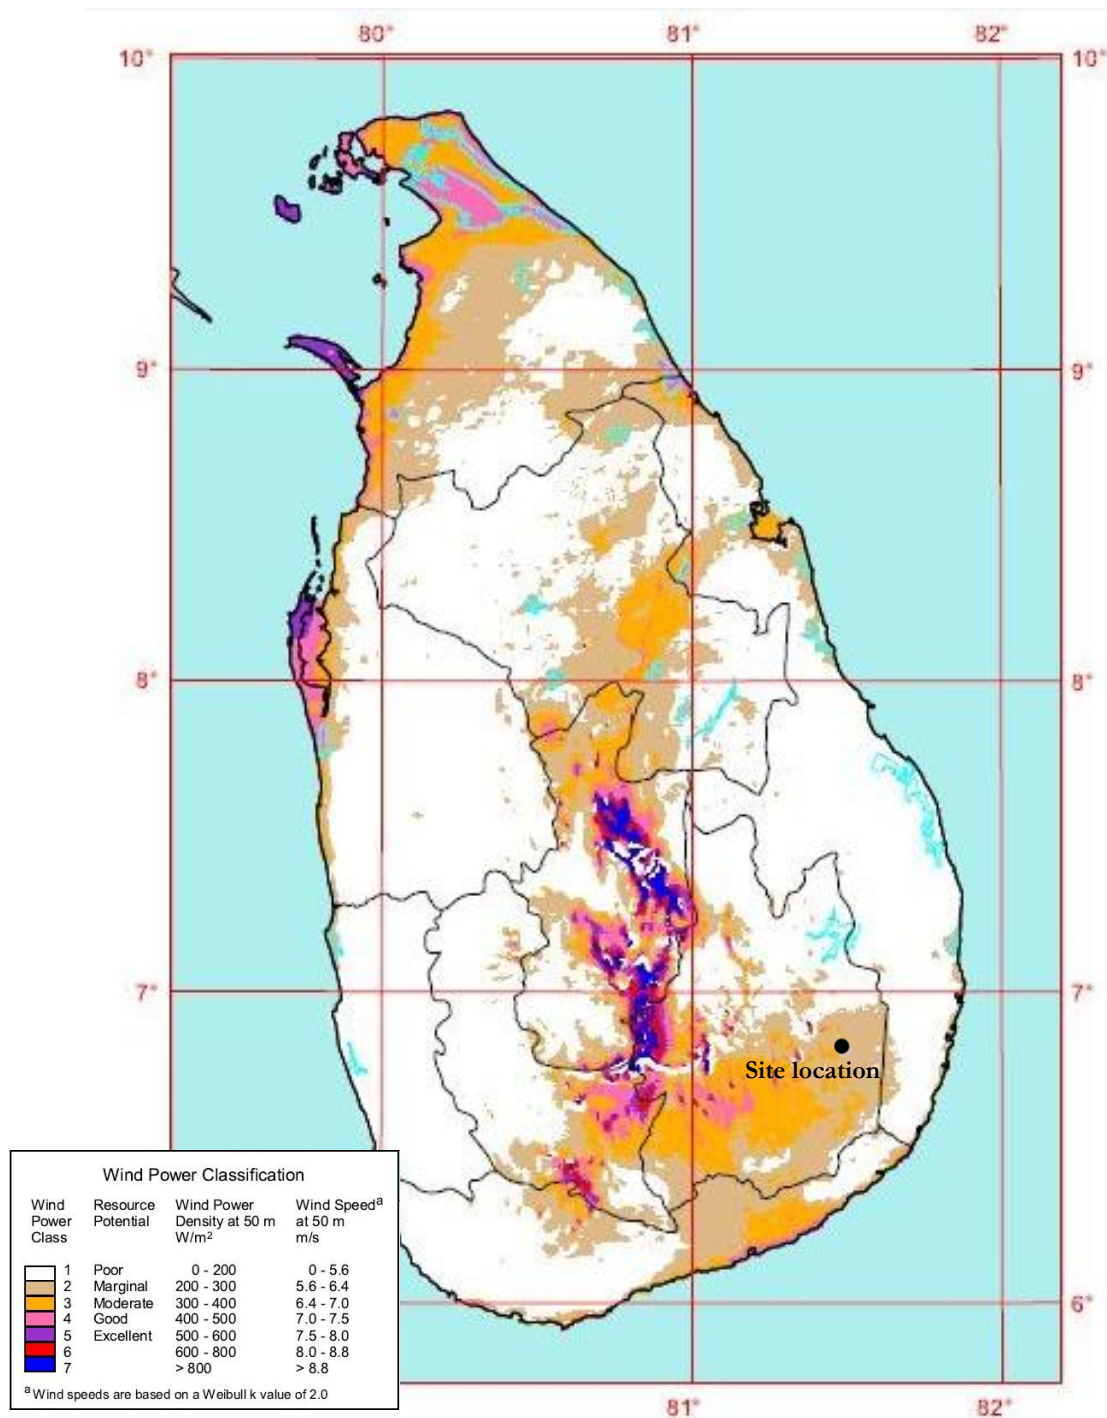 80° 81° 82°
10° 10°
9° 9°
8° 8°
7° 7°
Site location
6°
81° 82°
Wind Power Classification
Wind Power Class Resource Potential Wind Power Density at 50 m W/m² Wind Speedᵃ at 50 m m/s
1 Poor 0 - 200 0 - 5.6
2 Marginal 200 - 300 5.6 - 6.4
3 Moderate 300 - 400 6.4 - 7.0
4 Good 400 - 500 7.0 - 7.5
5 Excellent 500 - 600 7.5 - 8.0
6 600 - 800 8.0 - 8.8
7 > 800 > 8.8
ᵃ Wind speeds are based on a Weibull k value of 2.0